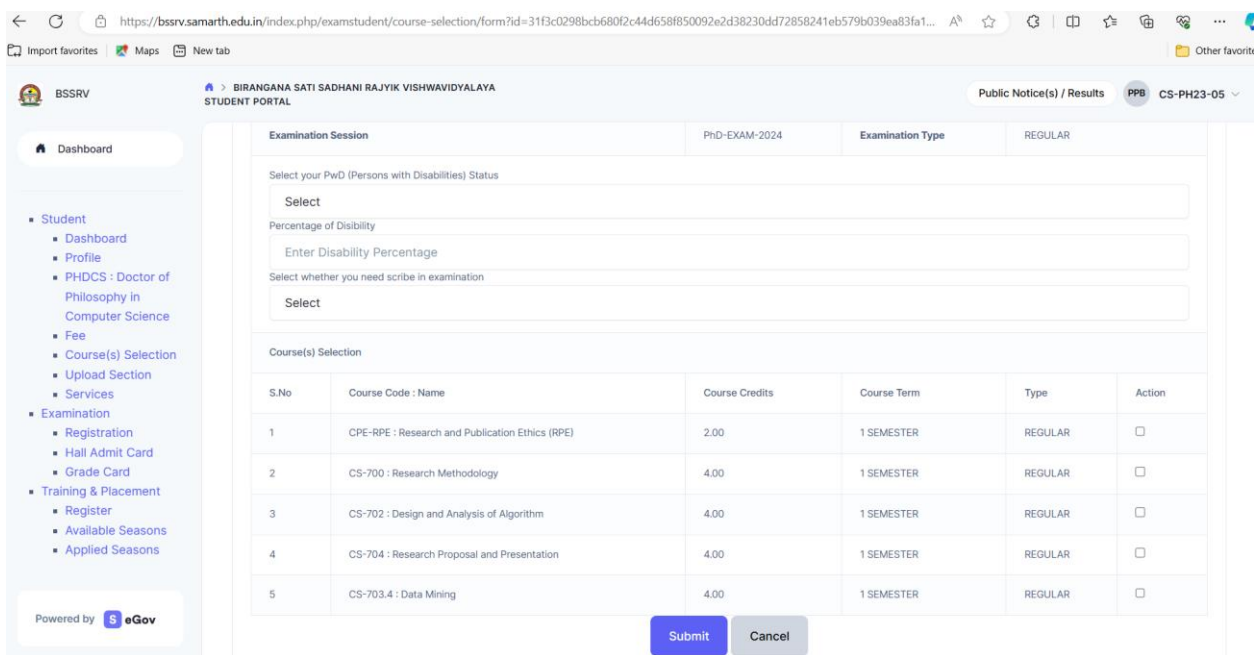 https://bssrv.samarth.edu.in/index.php/examstudent/course-selection/form?id=31f3c0298bcb680f2c44d658f850092e2d38230dd72858241eb579b039ea83fa1...
Import favorites Maps New tab Other favorite
BSSRV
BIRANGANA SATI SADHANI RAJYIK VISHWAVIDYALAYA
STUDENT PORTAL
Public Notice(s) / Results PPB CS-PH23-05
Dashboard
Student
Dashboard
Profile
PHDCS : Doctor of
Philosophy in
Computer Science
Fee
Course(s) Selection
Upload Section
Services
Examination
Registration
Hall Admit Card
Grade Card
Training & Placement
Register
Available Seasons
Applied Seasons
Powered by S eGov
Examination Session PhD-EXAM-2024 Examination Type REGULAR
Select your PwD (Persons with Disabilities) Status
Select
Percentage of Disibility
Enter Disability Percentage
Select whether you need scribe in examination
Select
Course(s) Selection
S.No Course Code : Name Course Credits Course Term Type Action
1 CPE-RPE : Research and Publication Ethics (RPE) 2.00 1 SEMESTER REGULAR
2 CS-700 : Research Methodology 4.00 1 SEMESTER REGULAR
3 CS-702 : Design and Analysis of Algorithm 4.00 1 SEMESTER REGULAR
4 CS-704 : Research Proposal and Presentation 4.00 1 SEMESTER REGULAR
5 CS-703.4 : Data Mining 4.00 1 SEMESTER REGULAR
Submit Cancel